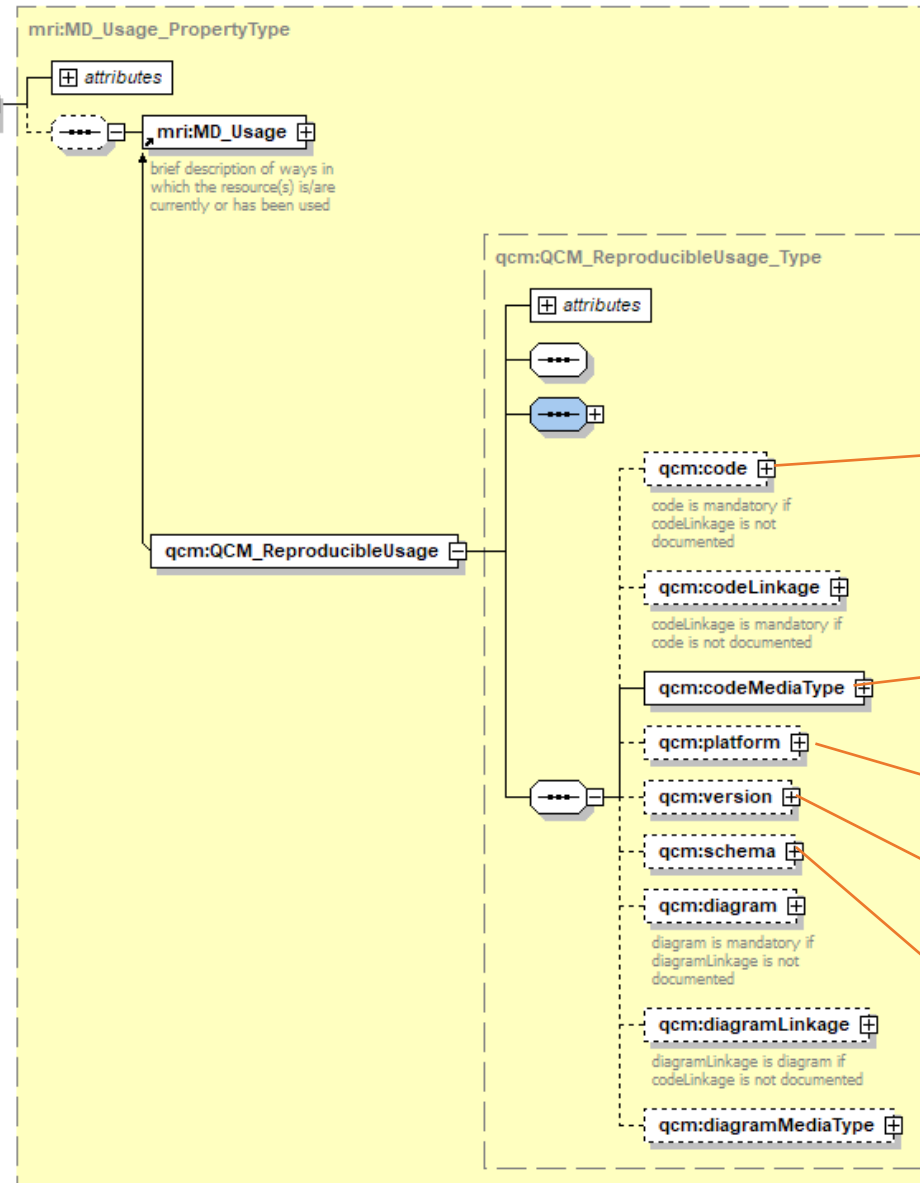 mri:MD_Usage_PropertyType
attributes
mri:MD_Usage
brief description of ways in
which the resource(s) is/are
currently or has been used
qcm:QCM_ReproducibleUsage_Type
attributes
qcm:code
code is mandatory if
codeLinkage is not
documented
qcm:QCM_ReproducibleUsage
qcm:codeLinkage
codeLinkage is mandatory if
code is not documented
qcm:codeMediaType
qcm:platform
qcm:version
qcm:schema
qcm:diagram
diagram is mandatory if
diagramLinkage is not
documented
qcm:diagramLinkage
diagramLinkage is diagram if
codeLinkage is not documented
qcm:diagramMediaType